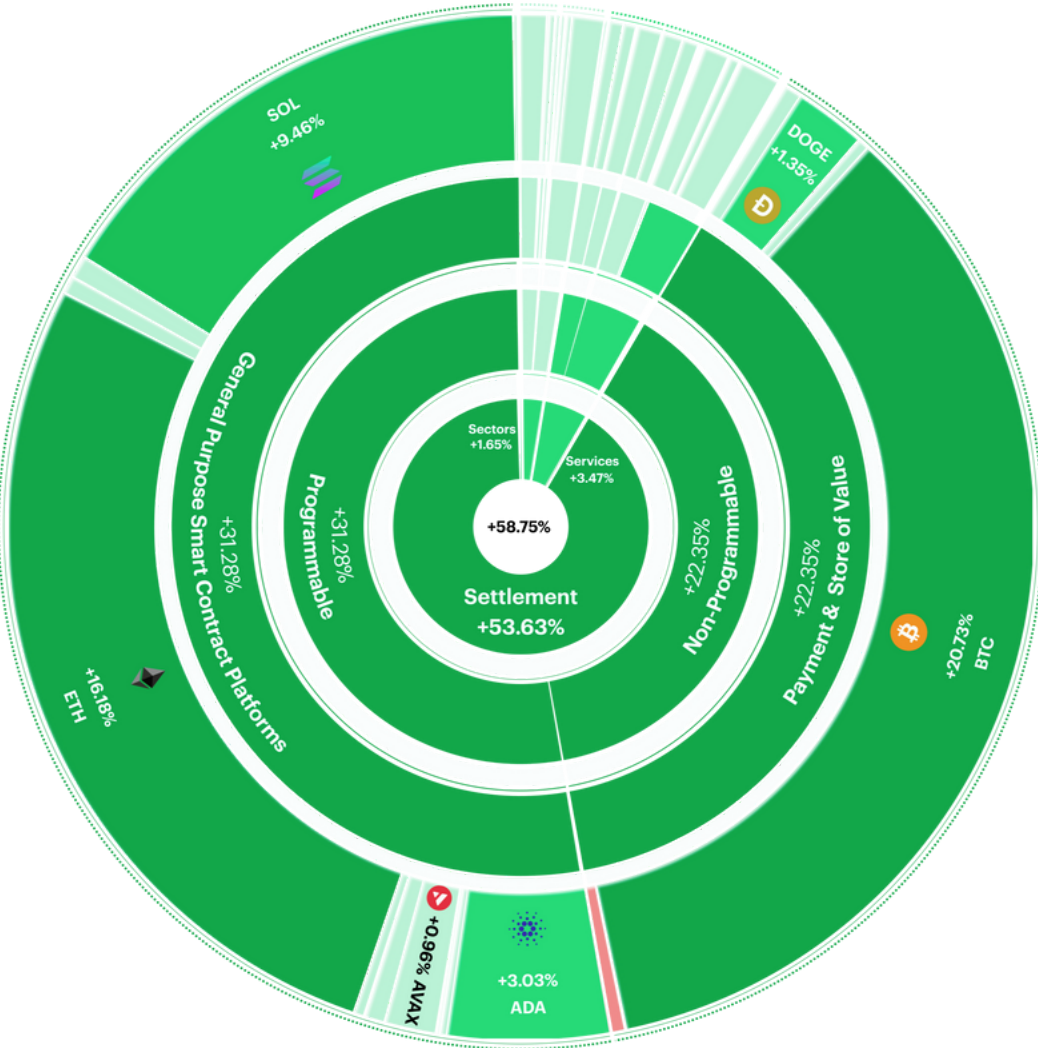 SOL
+9.46%
DOGE
+1.35%
Sectors
+1.65%
Services
+3.47%
+58.75%
Settlement
+53.63%
Programmable
+31.28%
Non-Programmable
+22.35%
General Purpose Smart Contract Platforms
+31.28%
Payment & Store of Value
+22.35%
+16.18%
ETH
+20.73%
BTC
+0.96% AVAX
+3.03%
ADA